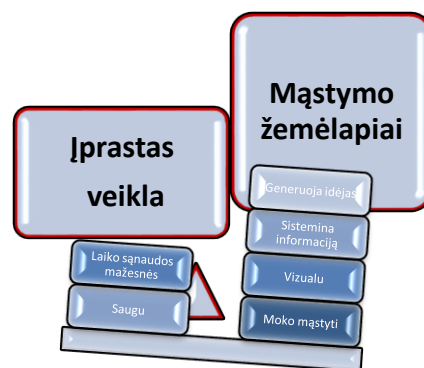 Įprastas
veikla
Mąstymo
žemėlapiai
Laiko sąnaudos
mažesnės
Saugu
Generuoja idėjas
Sistemina
informaciją
Vizualu
Moko mąstyti